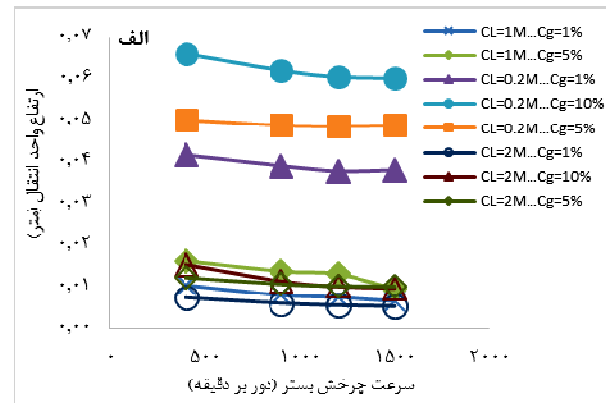 الف
ارتفاع واحد انتقال (متر)
۰,۰۷
۰,۰۶
۰,۰۵
۰,۰۴
۰,۰۳
۰,۰۲
۰,۰۱
۰,۰۰
۰ ۵۰۰ ۱۰۰۰ ۱۵۰۰ ۲۰۰۰
سرعت چرخش بستر (دور بر دقیقه)
CL=1M...Cg=1%
CL=1M...Cg=5%
CL=0.2M...Cg=1%
CL=0.2M...Cg=10%
CL=0.2M...Cg=5%
CL=2M...Cg=1%
CL=2M...Cg=10%
CL=2M...Cg=5%